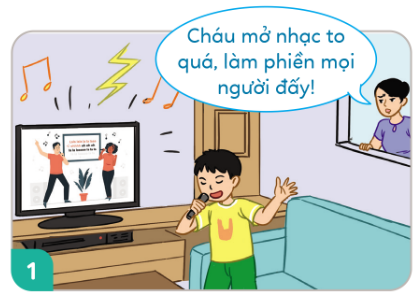 Cháu mở nhạc to
quá, làm phiền mọi
người đấy!
1